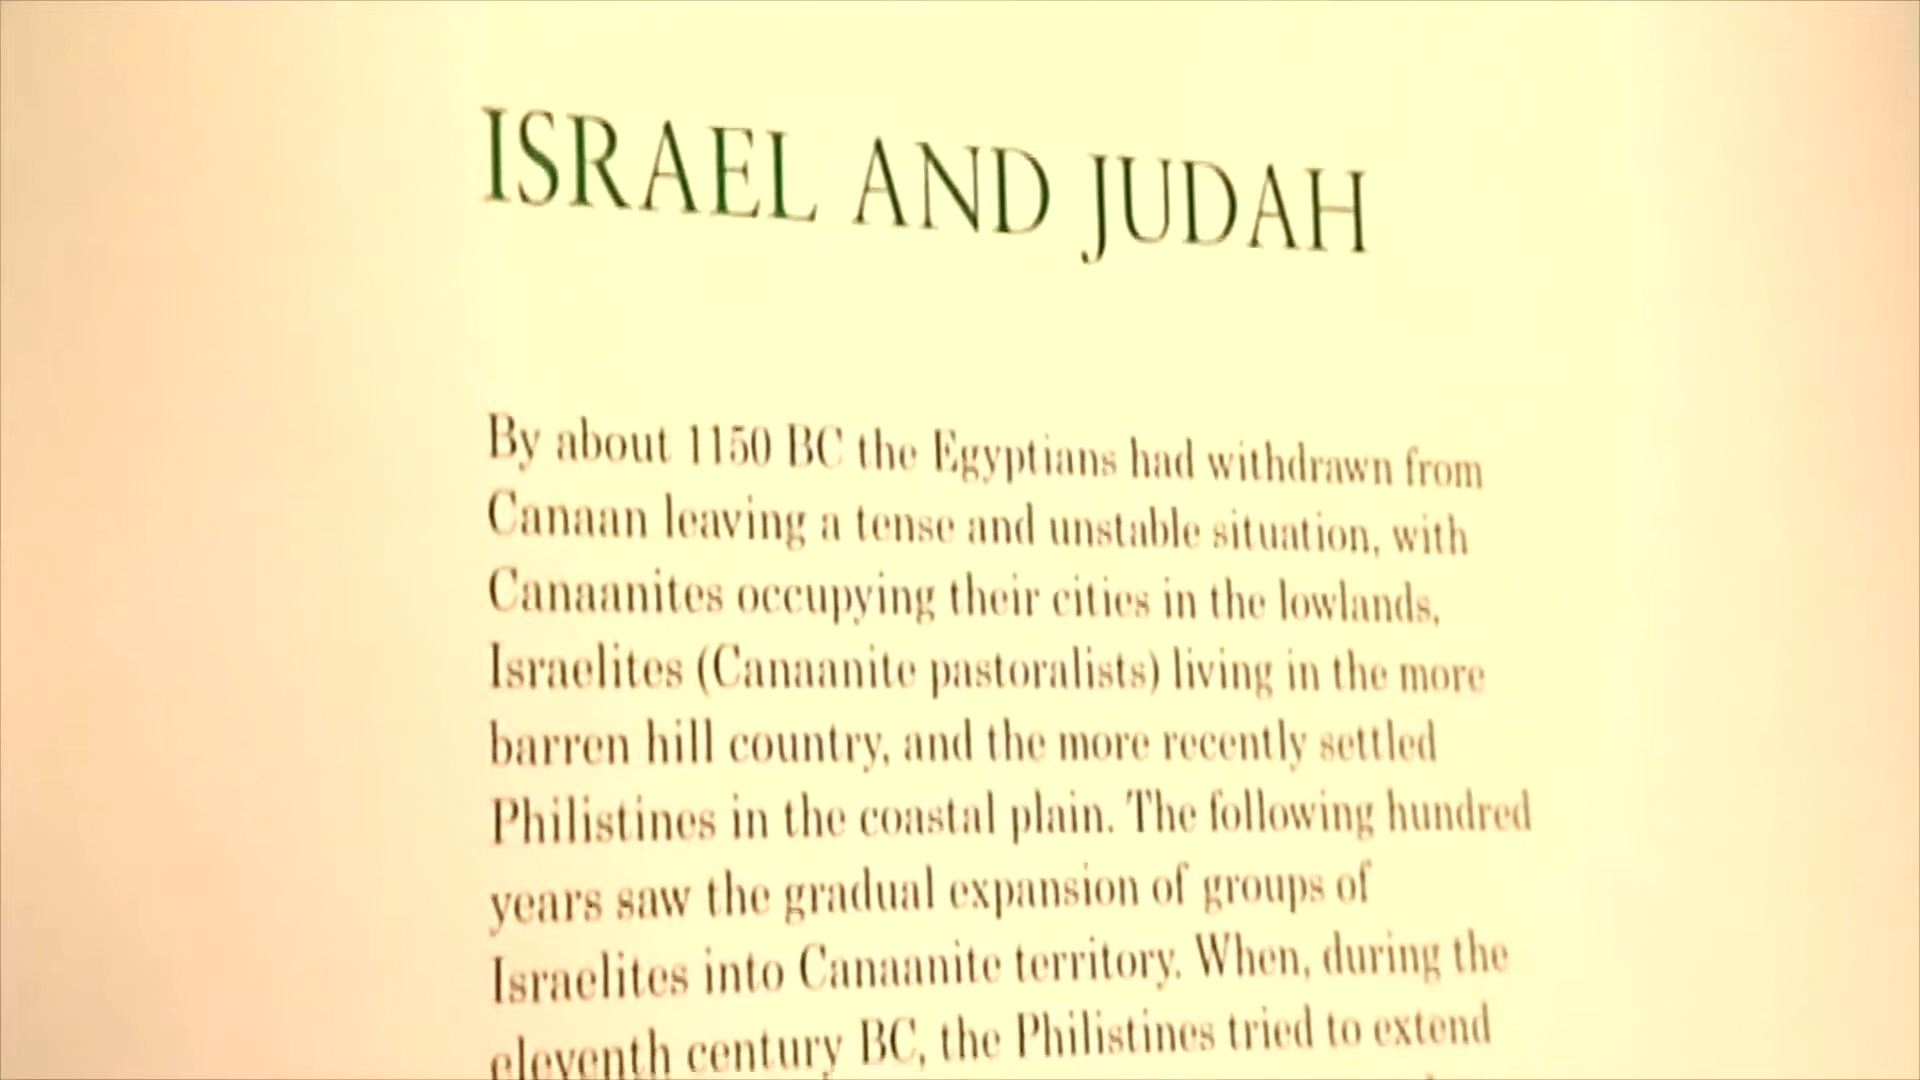 ISRAEL AND JUDAH
By about 1150 BC the Egyptians had withdrawn from
Canaan leaving a tense and unstable situation, with
Canaanites occupying their cities in the lowlands,
Israelites (Canaanite pastoralists) living in the more
barren hill country, and the more recently settled
Philistines in the coastal plain. The following hundred
years saw the gradual expansion of groups of
Israelites into Canaanite territory. When, during the
eleventh century BC, the Philistines tried to extend